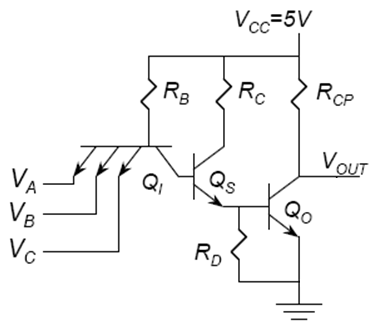 V_CC=5V
R_B
R_C
R_CP
V_OUT
V_A
Q_I
Q_S
V_B
Q_O
V_C
R_D